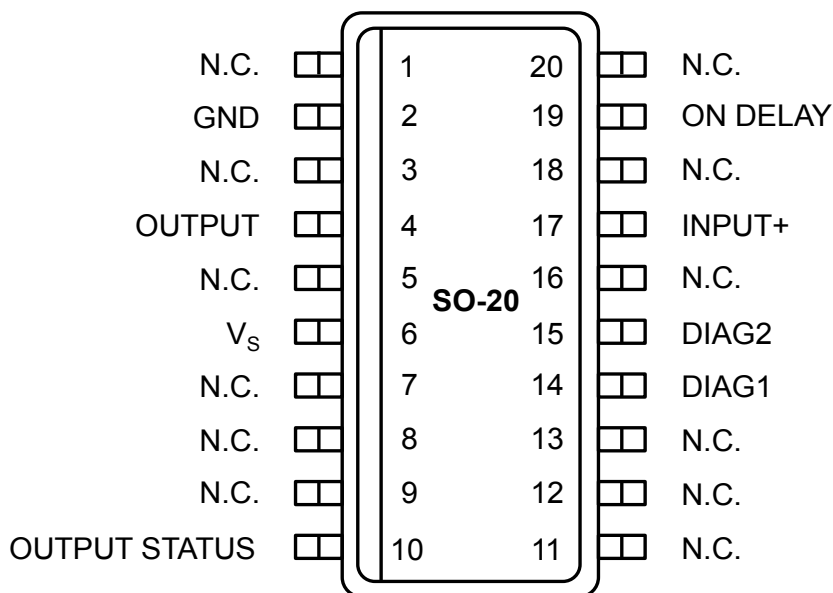 N.C. 1 20 N.C.
GND 2 19 ON DELAY
N.C. 3 18 N.C.
OUTPUT 4 17 INPUT+
N.C. 5 16 N.C.
SO-20
VS 6 15 DIAG2
N.C. 7 14 DIAG1
N.C. 8 13 N.C.
N.C. 9 12 N.C.
OUTPUT STATUS 10 11 N.C.